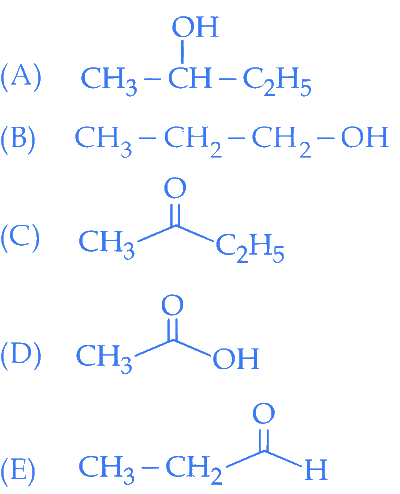 OH
(A) CH₃ – CH – C₂H₅
(B) CH₃ – CH₂ – CH₂ – OH
O
(C) CH₃ C₂H₅
O
(D) CH₃ OH
O
(E) CH₃ – CH₂ H